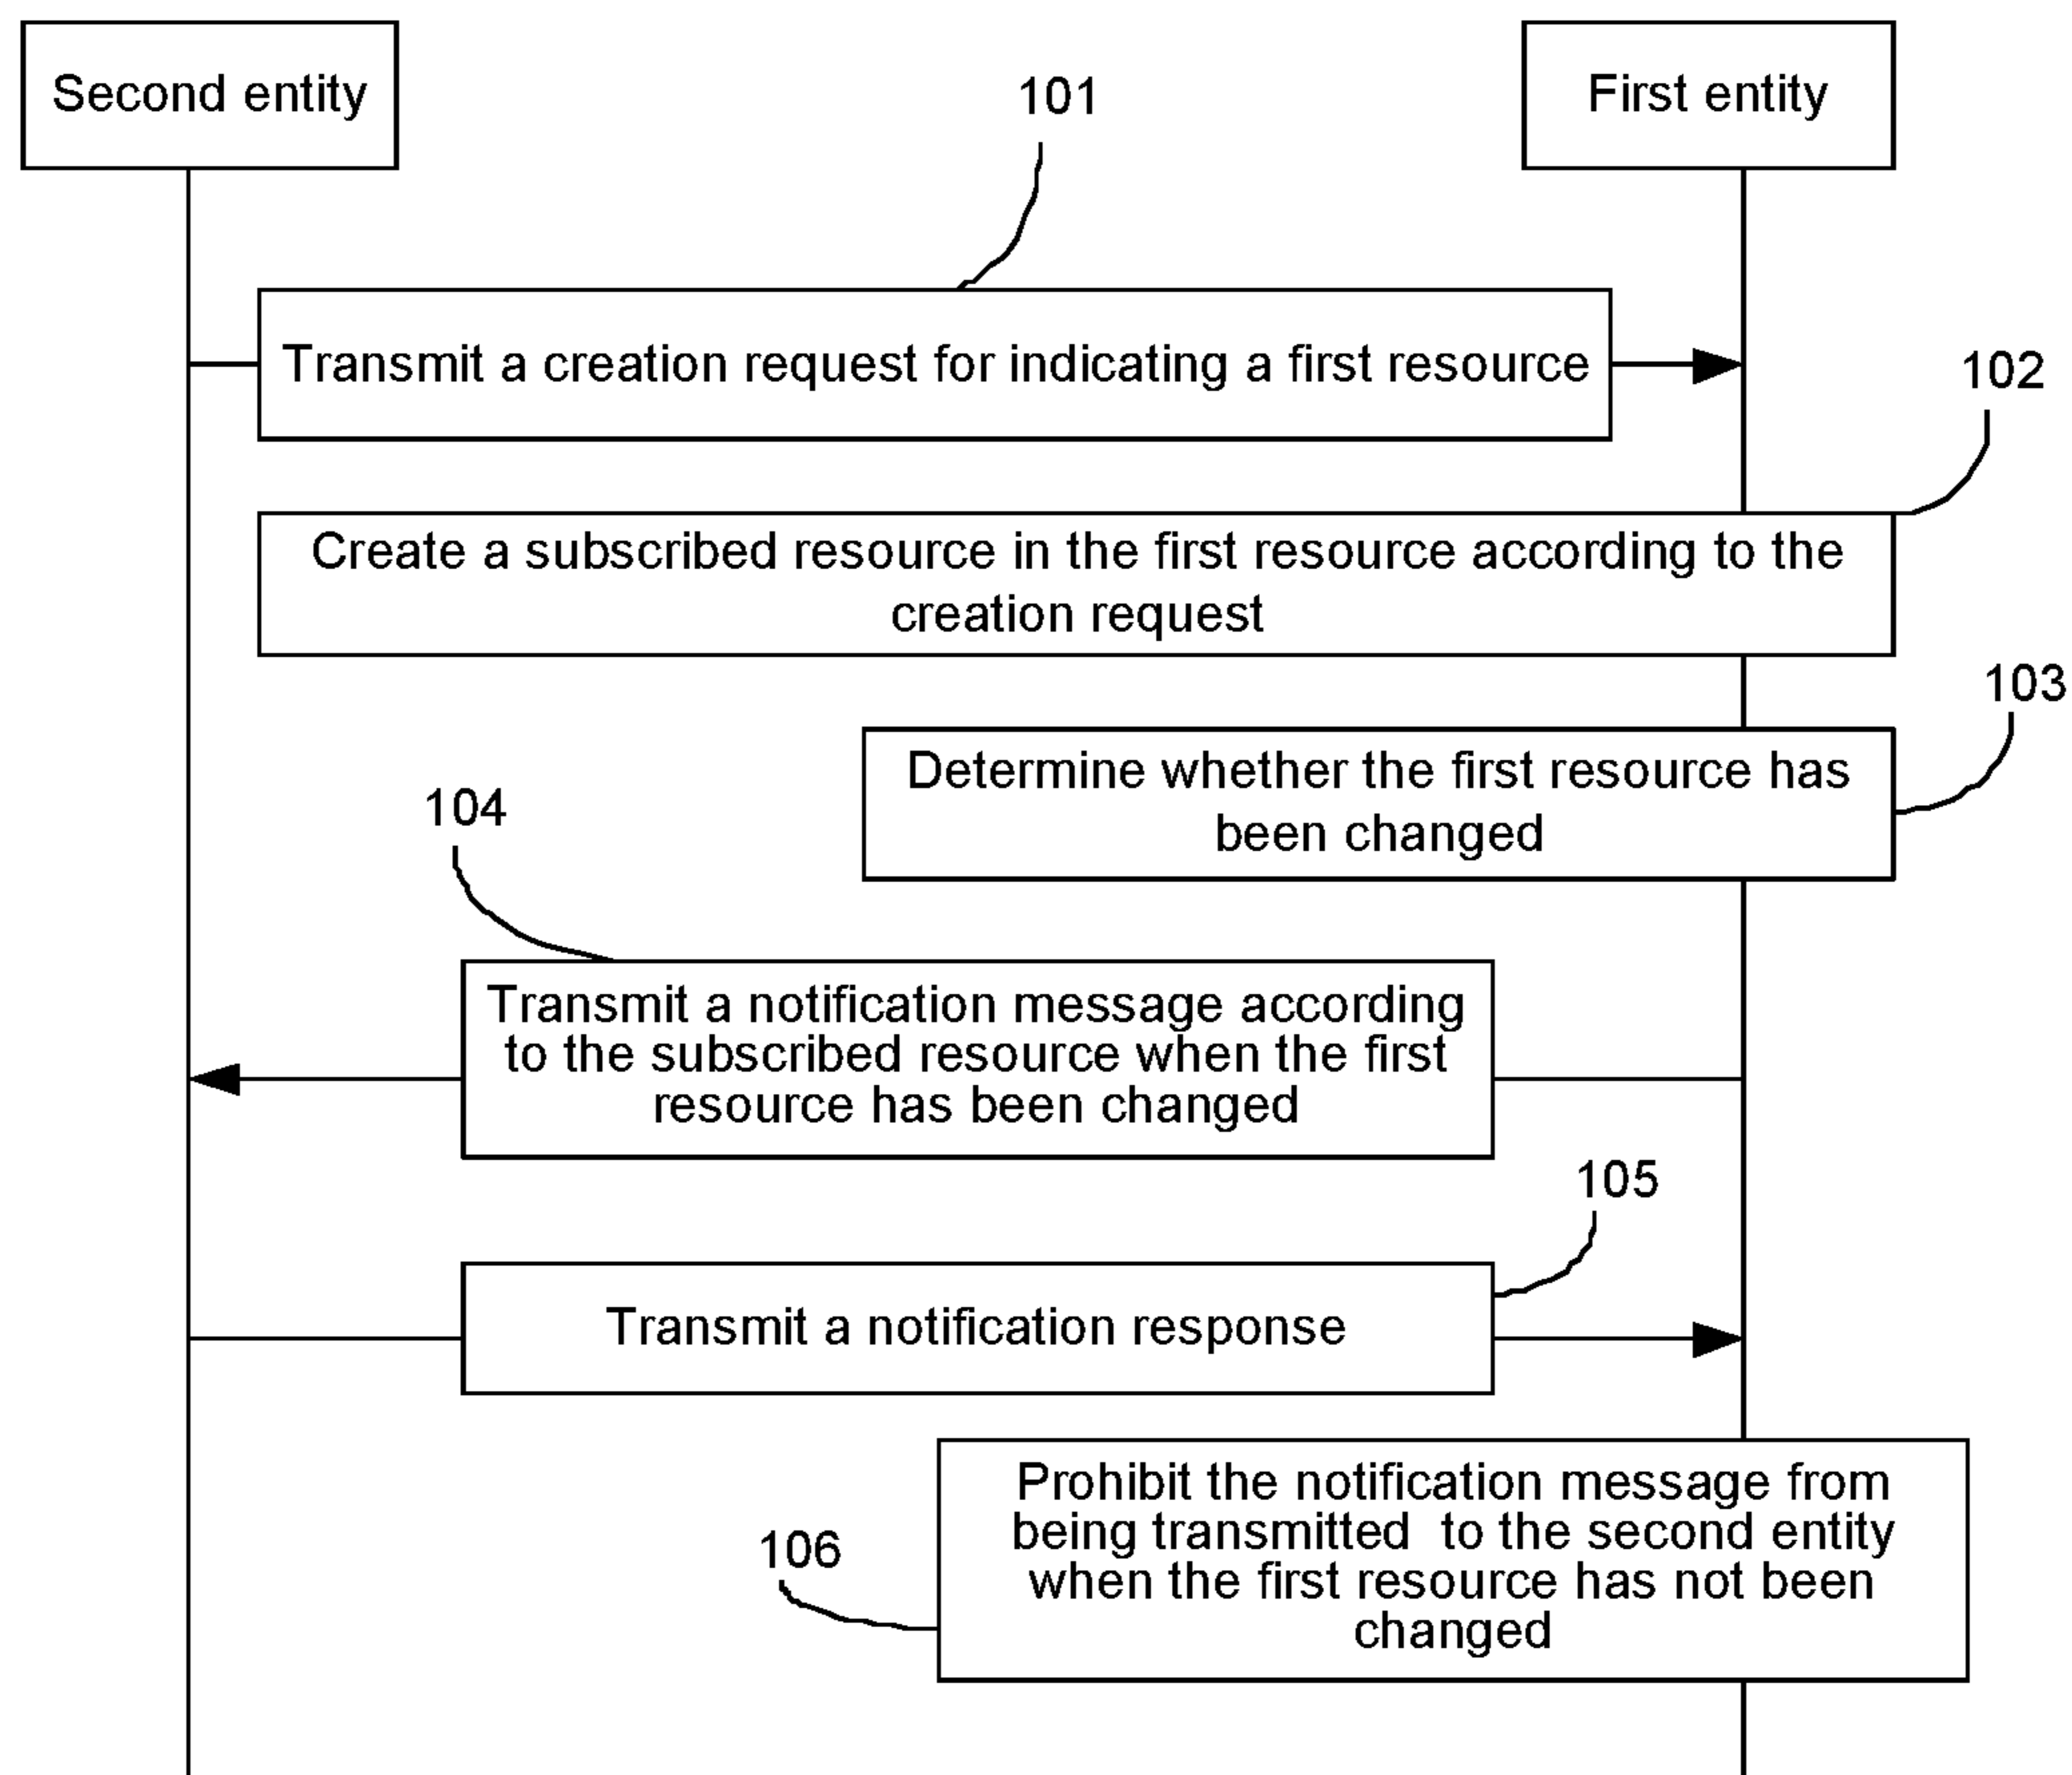 Second entity
First entity
101
Transmit a creation request for indicating a first resource
102
Create a subscribed resource in the first resource according to the
creation request
103
Determine whether the first resource has
been changed
104
Transmit a notification message according
to the subscribed resource when the first
resource has been changed
105
Transmit a notification response
106
Prohibit the notification message from
being transmitted to the second entity
when the first resource has not been
changed